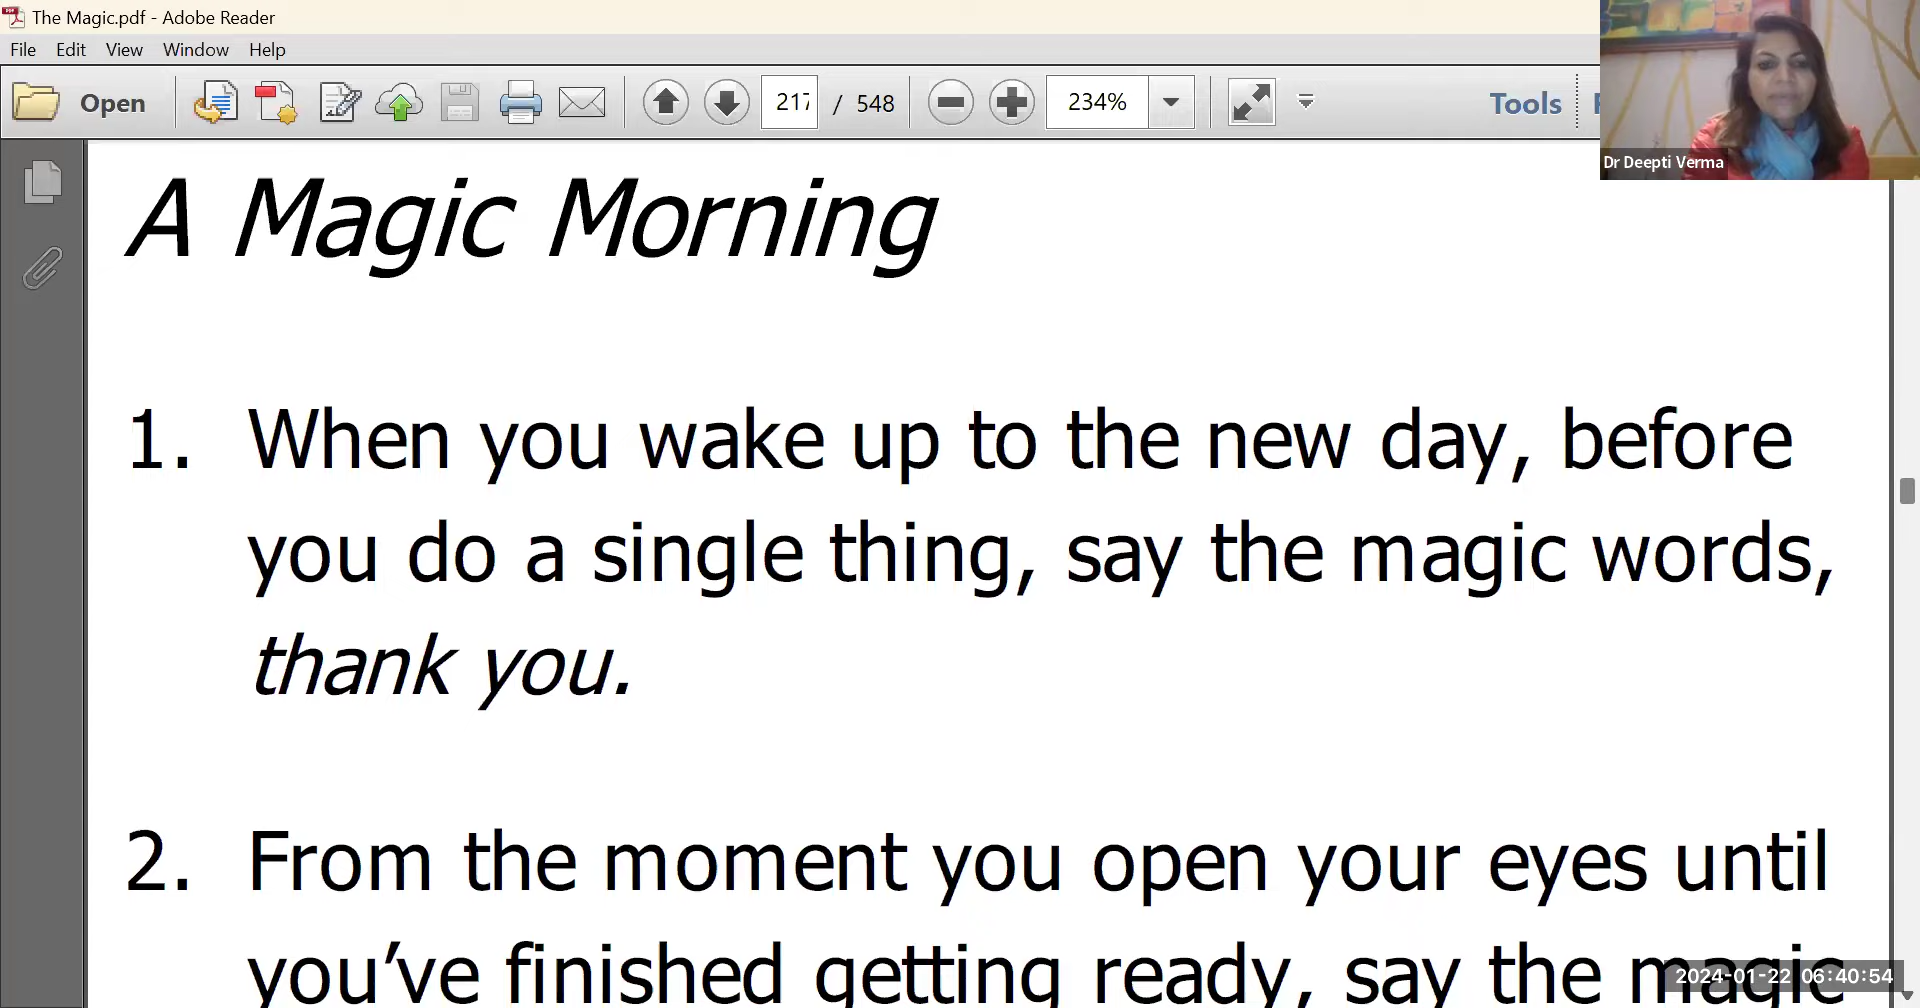 The Magic.pdf - Adobe Reader
File Edit View Window Help
Open 217 / 548 234% Tools
Dr Deepti Verma
A Magic Morning
1. When you wake up to the new day, before
you do a single thing, say the magic words,
thank you.
2. From the moment you open your eyes until
you've finished getting ready, say the magic
2024-01-22 06:40:54